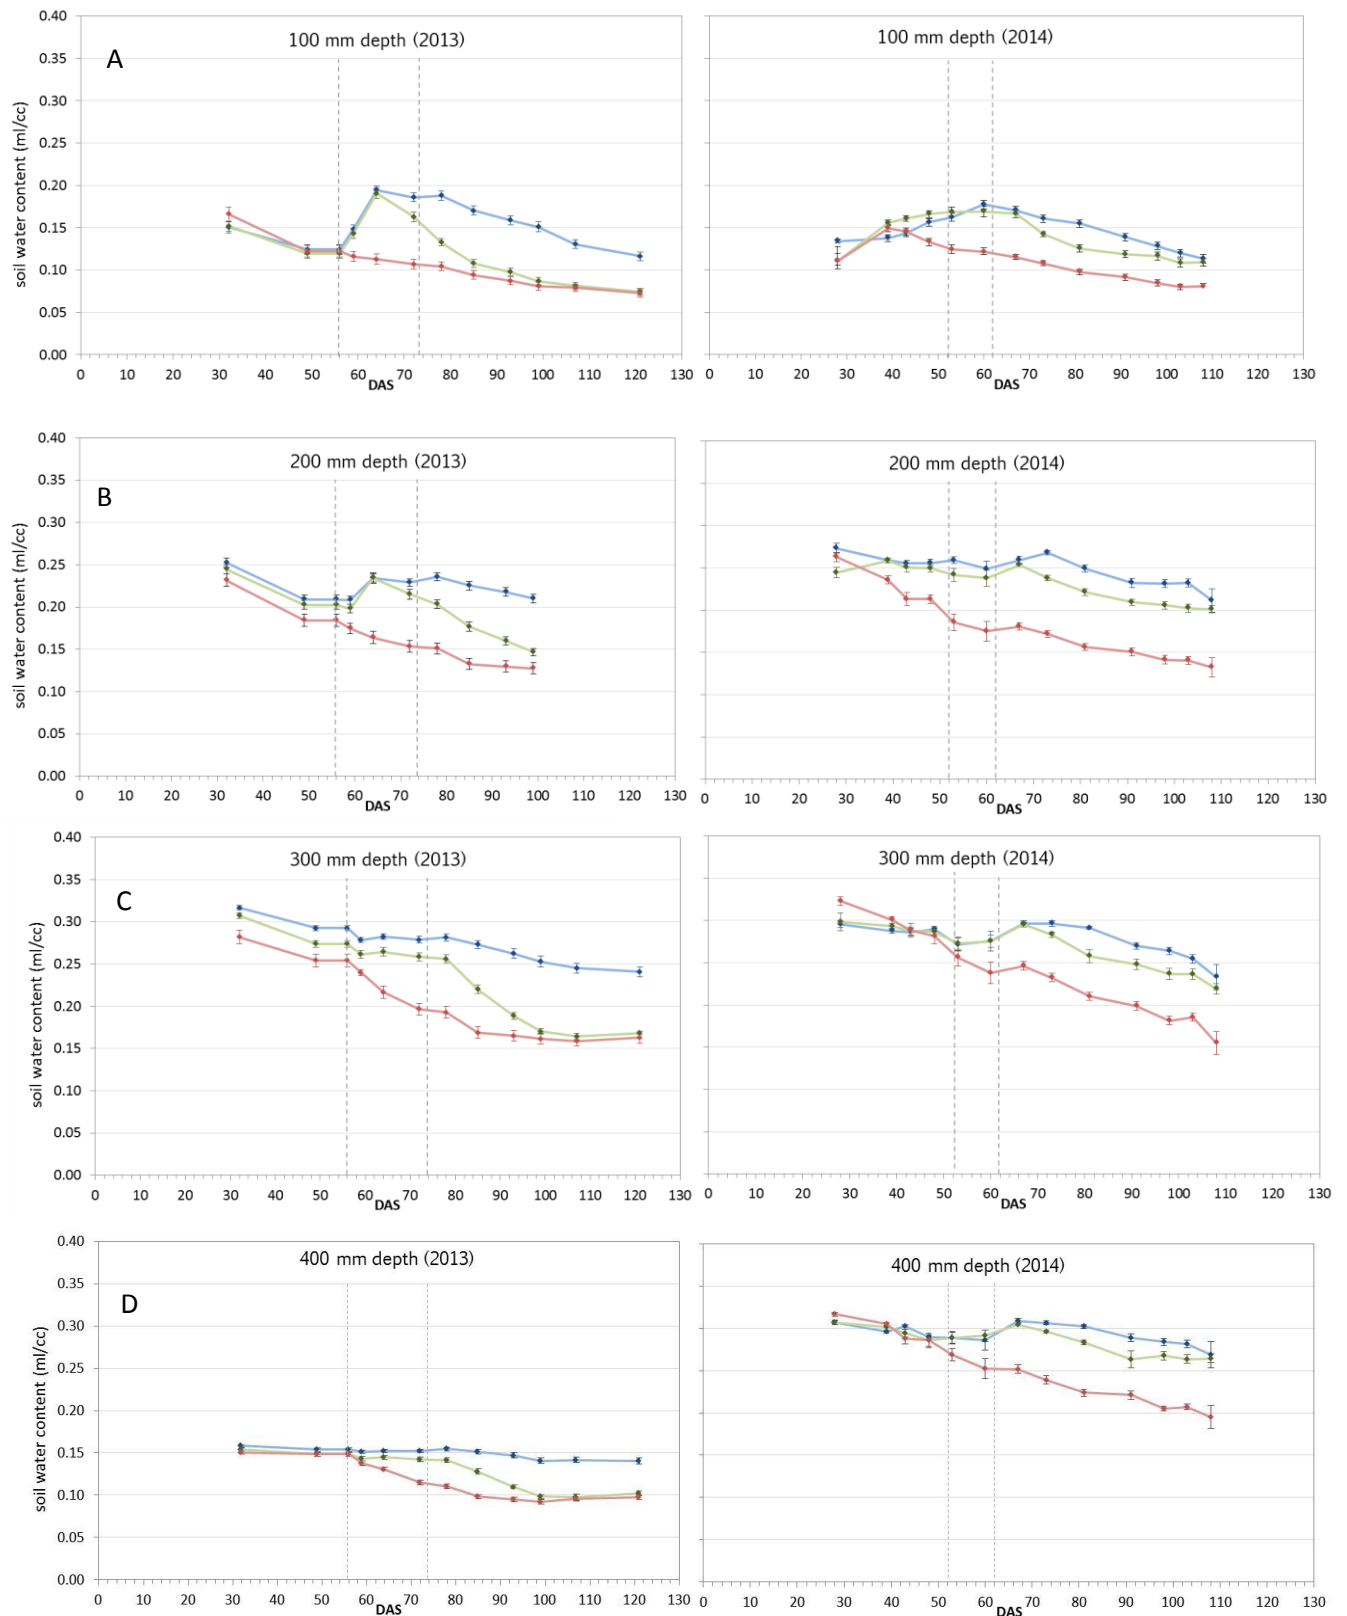 A
100 mm depth (2013)
soil water content (ml/cc)
0.40
0.35
0.30
0.25
0.20
0.15
0.10
0.05
0.00
0 10 20 30 40 50 60 70 80 90 100 110 120 130
DAS
100 mm depth (2014)
0 10 20 30 40 50 60 70 80 90 100 110 120 130
DAS
B
200 mm depth (2013)
soil water content (ml/cc)
0.40
0.35
0.30
0.25
0.20
0.15
0.10
0.05
0.00
0 10 20 30 40 50 60 70 80 90 100 110 120 130
DAS
200 mm depth (2014)
0 10 20 30 40 50 60 70 80 90 100 110 120 130
DAS
C
300 mm depth (2013)
soil water content (ml/cc)
0.40
0.35
0.30
0.25
0.20
0.15
0.10
0.05
0.00
0 10 20 30 40 50 60 70 80 90 100 110 120 130
DAS
300 mm depth (2014)
0 10 20 30 40 50 60 70 80 90 100 110 120 130
DAS
D
400 mm depth (2013)
soil water content (ml/cc)
0.40
0.35
0.30
0.25
0.20
0.15
0.10
0.05
0.00
0 10 20 30 40 50 60 70 80 90 100 110 120 130
DAS
400 mm depth (2014)
0 10 20 30 40 50 60 70 80 90 100 110 120 130
DAS